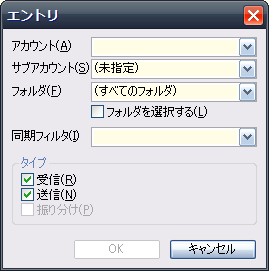 エントリ
アカウント(A)
サブアカウント(S) (未指定)
フォルダ(F) (すべてのフォルダ)
フォルダを選択する(L)
同期フィルタ(I)
タイプ
受信(R)
送信(N)
振り分け(P)
OK キャンセル